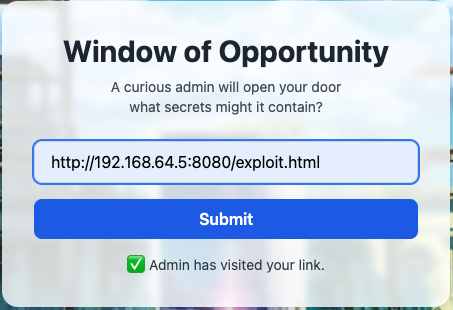 Window of Opportunity
A curious admin will open your door
what secrets might it contain?
http://192.168.64.5:8080/exploit.html
Submit
✅ Admin has visited your link.